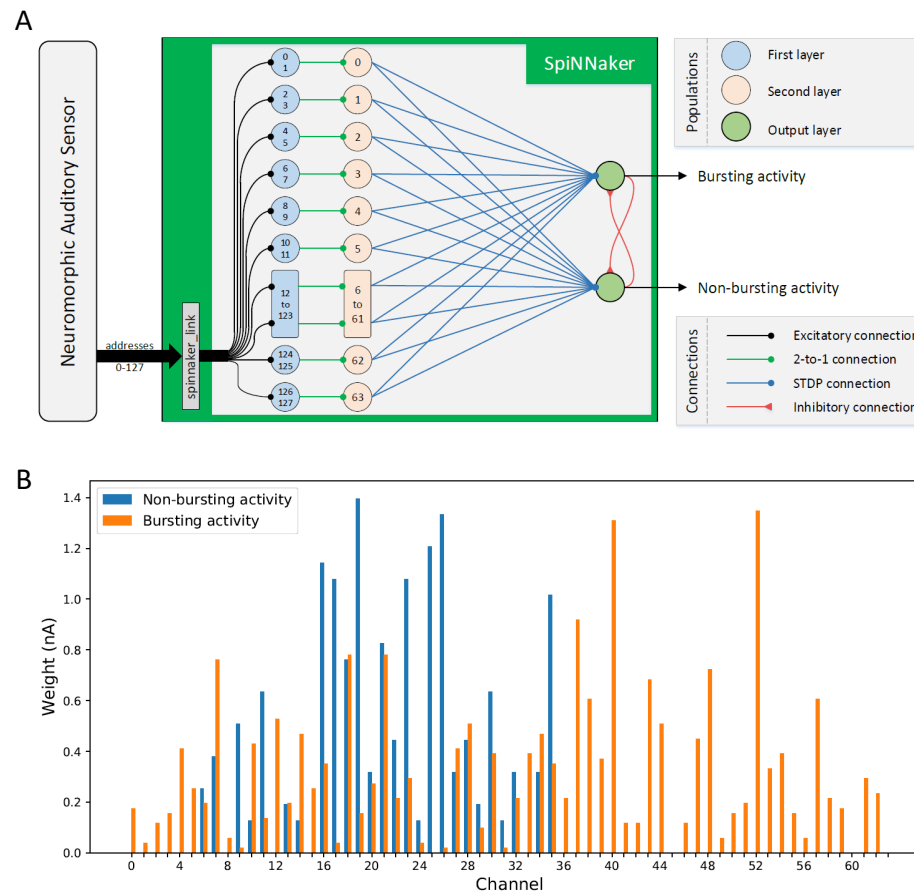 A
Neuromorphic Auditory Sensor
addresses
0-127
spinnaker_link
SpiNNaker
0
1
0
2
3
1
4
5
2
6
7
3
8
9
4
10
11
5
12
to
123
6
to
61
124
125
62
126
127
63
Bursting activity
Non-bursting activity
Populations
First layer
Second layer
Output layer
Connections
Excitatory connection
2-to-1 connection
STDP connection
Inhibitory connection
B
Non-bursting activity
Bursting activity
Weight (nA)
1.4
1.2
1.0
0.8
0.6
0.4
0.2
0.0
0 4 8 12 16 20 24 28 32 36 40 44 48 52 56 60
Channel